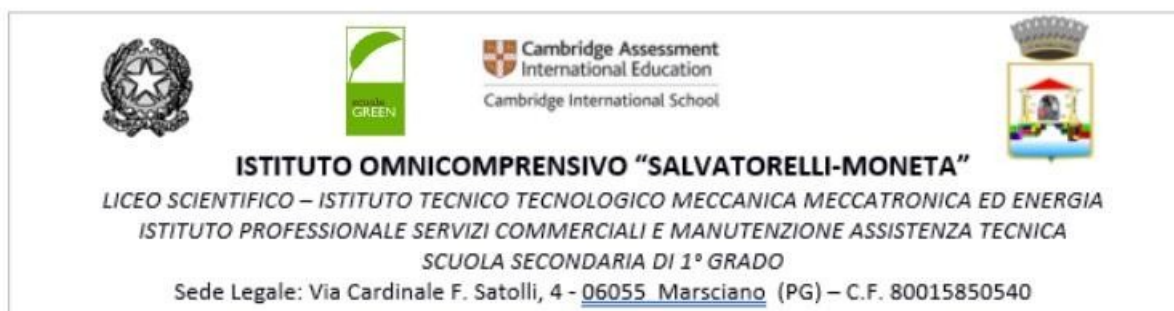 scuola
GREEN
Cambridge Assessment
International Education
Cambridge International School
ISTITUTO OMNICOMPRENSIVO “SALVATORELLI-MONETA”
LICEO SCIENTIFICO – ISTITUTO TECNICO TECNOLOGICO MECCANICA MECCATRONICA ED ENERGIA
ISTITUTO PROFESSIONALE SERVIZI COMMERCIALI E MANUTENZIONE ASSISTENZA TECNICA
SCUOLA SECONDARIA DI 1° GRADO
Sede Legale: Via Cardinale F. Satolli, 4 - 06055 Marsciano (PG) – C.F. 80015850540